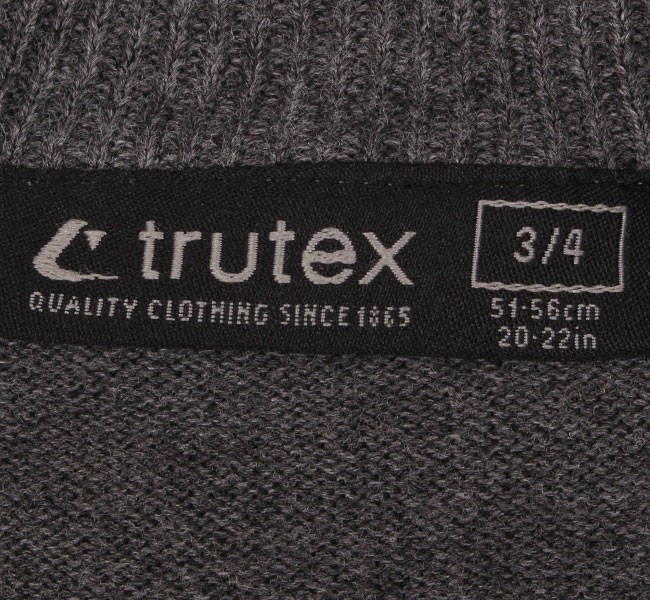 trutex
QUALITY CLOTHING SINCE 1865
3/4
51-56cm
20-22in